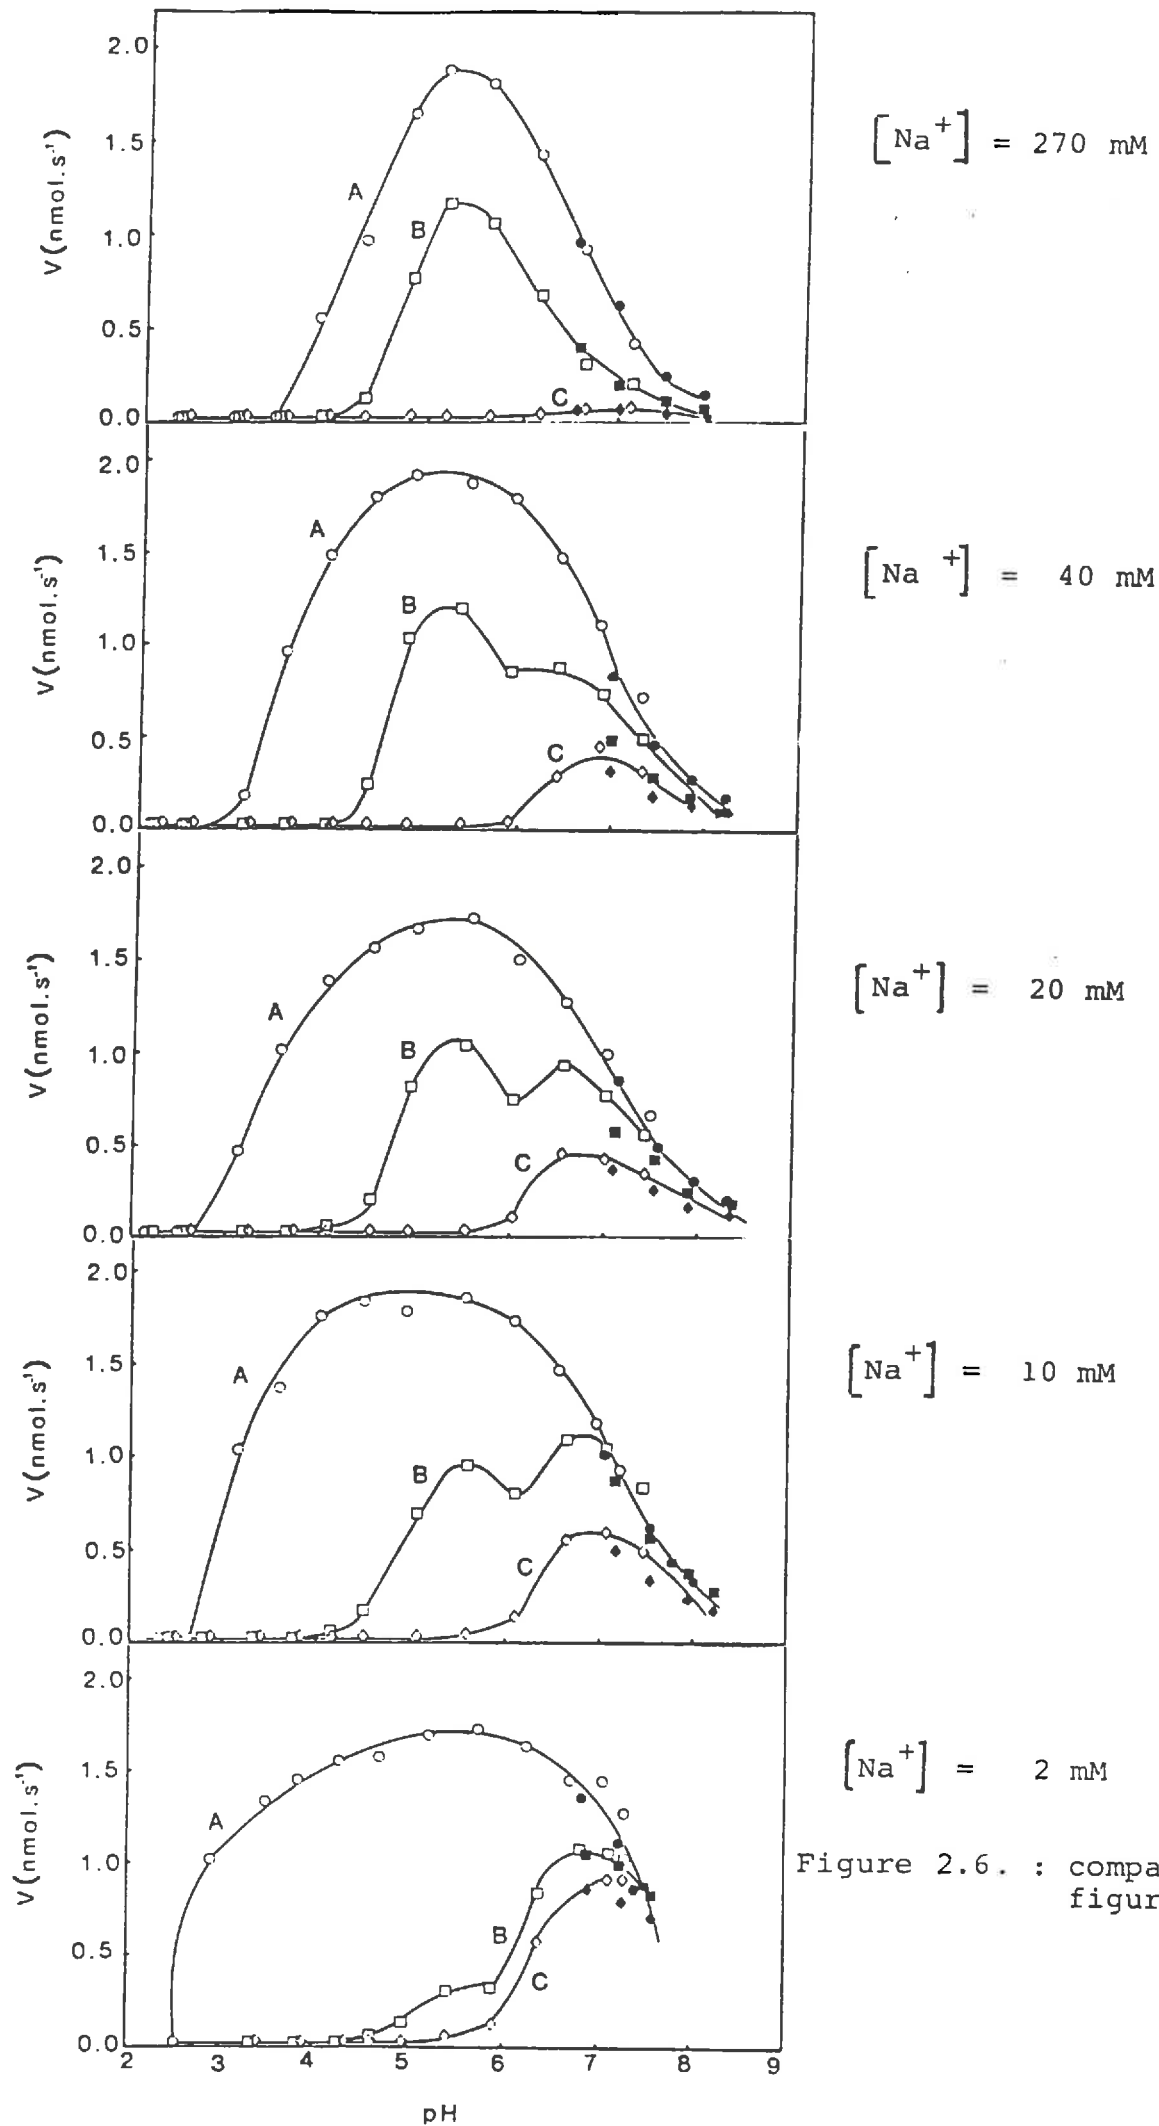 2.0
1.5
1.0
0.5
0.0
V(nmol.s⁻¹)
A
B
C
[Na⁺] = 270 mM
2.0
1.5
1.0
0.5
0.0
V(nmol.s⁻¹)
A
B
C
[Na ⁺] = 40 mM
2.0
1.5
1.0
0.5
0.0
V(nmol.s⁻¹)
A
B
C
[Na⁺] = 20 mM
2.0
1.5
1.0
0.5
0.0
V(nmol.s⁻¹)
A
B
C
[Na⁺] = 10 mM
2.0
1.5
1.0
0.5
0.0
V(nmol.s⁻¹)
A
B
C
[Na⁺] = 2 mM
Figure 2.6. : compa
figur
2 3 4 5 6 7 8 9
pH